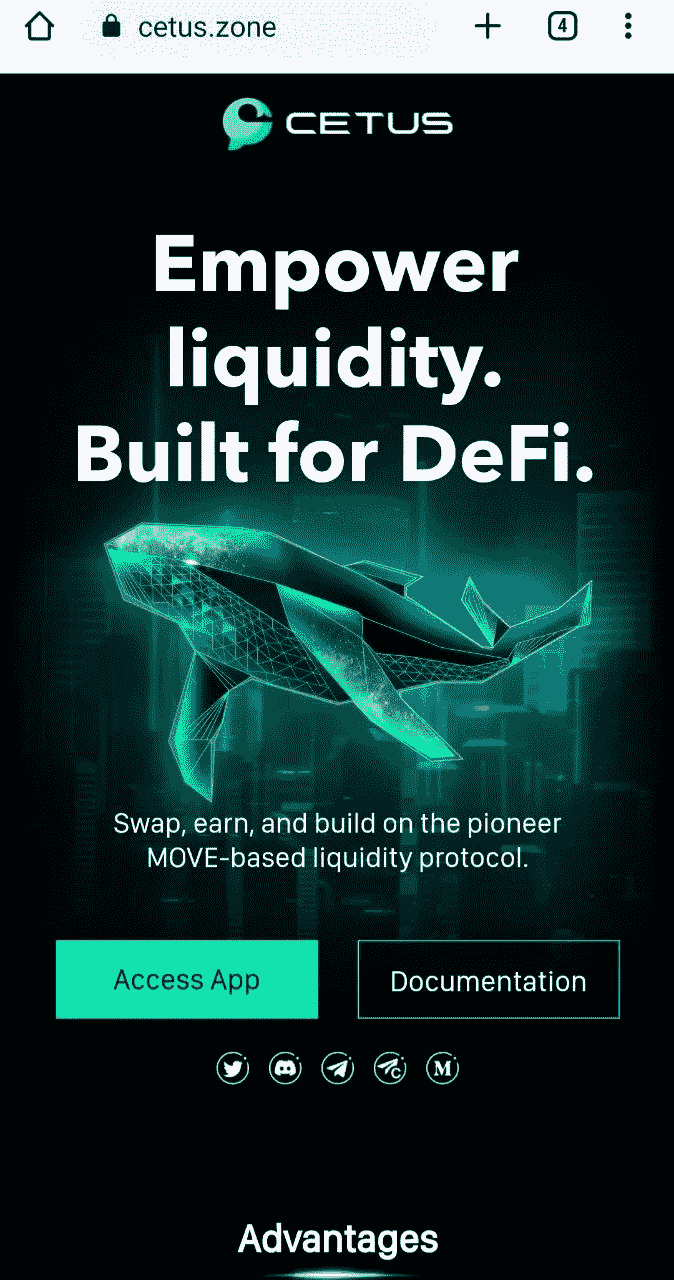 cetus.zone
4
CETUS
Empower
liquidity.
Built for DeFi.
Swap, earn, and build on the pioneer
MOVE-based liquidity protocol.
Access App
Documentation
M
Advantages